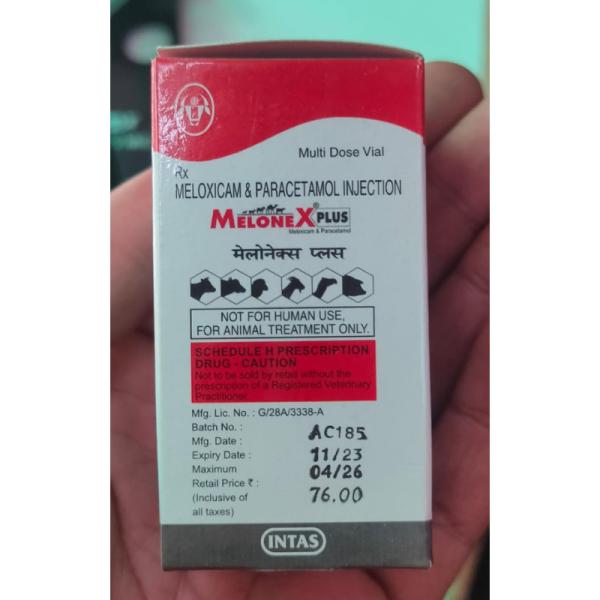 Multi Dose Vial
Rx
MELOXICAM & PARACETAMOL INJECTION
MELONEX® PLUS
Meloxicam & Paracetamol
मेलोनेक्स प्लस
NOT FOR HUMAN USE,
FOR ANIMAL TREATMENT ONLY.
SCHEDULE H PRESCRIPTION
DRUG - CAUTION
Not to be sold by retail without the
prescription of a Registered Veterinary
Practitioner.
Mfg. Lic. No. : G/28A/3338-A
Batch No. : AC185
Mfg. Date : 11/23
Expiry Date : 04/26
Maximum
Retail Price ₹ : 76.00
(Inclusive of
all taxes)
INTAS